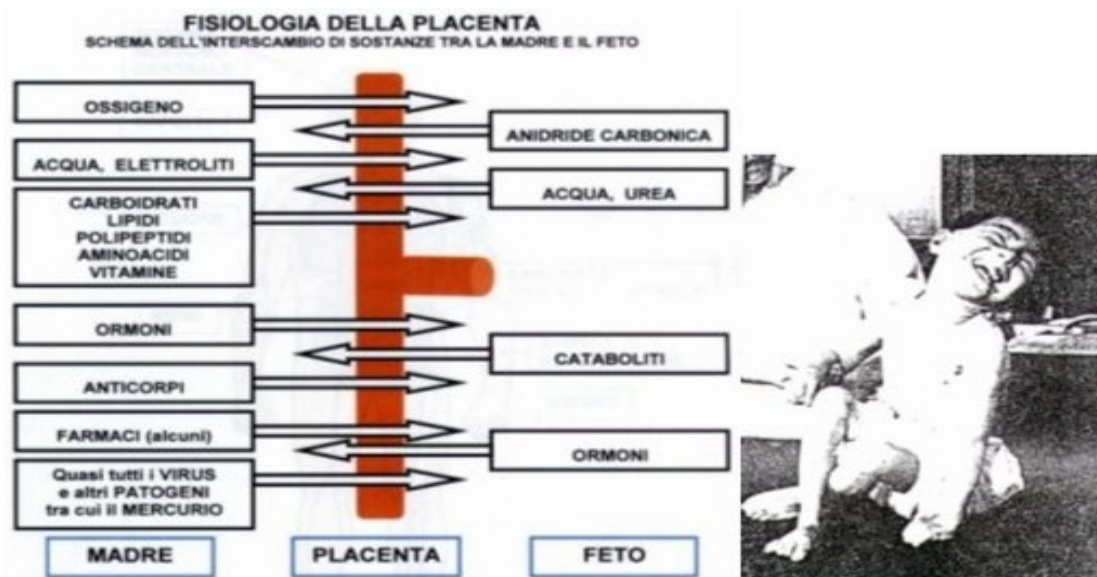 FISIOLOGIA DELLA PLACENTA
SCHEMA DELL'INTERSCAMBIO DI SOSTANZE TRA LA MADRE E IL FETO
OSSIGENO
ANIDRIDE CARBONICA
ACQUA, ELETTROLITI
ACQUA, UREA
CARBOIDRATI
LIPIDI
POLIPEPTIDI
AMINOACIDI
VITAMINE
ORMONI
CATABOLITI
ANTICORPI
FARMACI (alcuni)
ORMONI
Quasi tutti i VIRUS
e altri PATOGENI
tra cui il MERCURIO
MADRE
PLACENTA
FETO